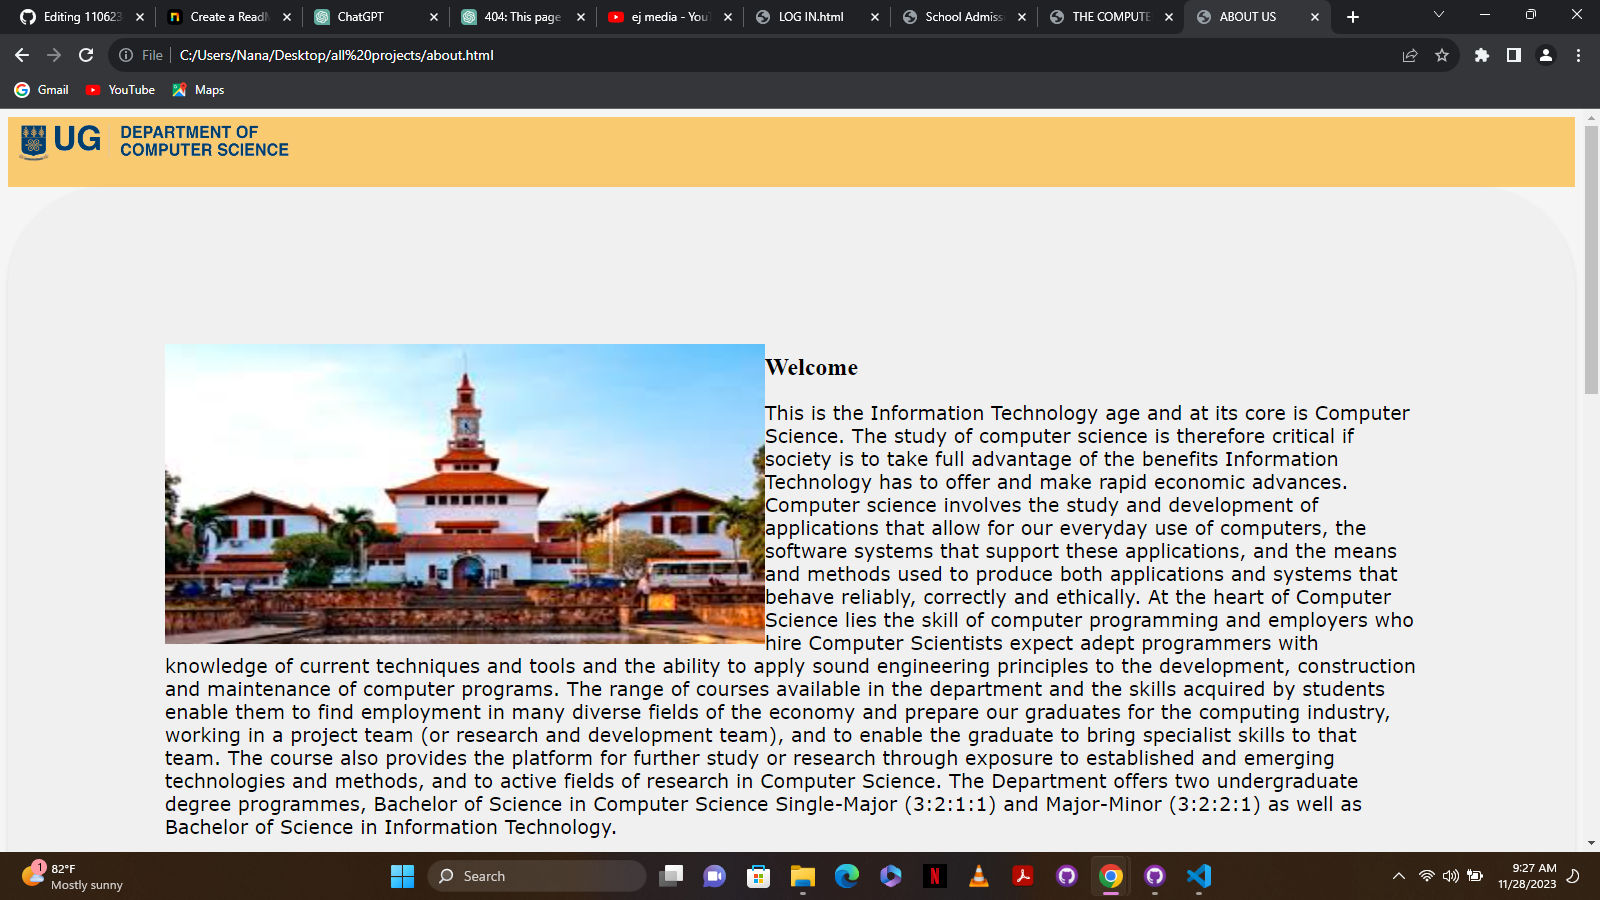 Editing 110623
Create a ReadM
ChatGPT
404: This page
ej media - YouT
LOG IN.html
School Admiss
THE COMPUTE
ABOUT US
File
C:/Users/Nana/Desktop/all%20projects/about.html
Gmail
YouTube
Maps
UG
DEPARTMENT OF
COMPUTER SCIENCE
Welcome
This is the Information Technology age and at its core is Computer
Science. The study of computer science is therefore critical if
society is to take full advantage of the benefits Information
Technology has to offer and make rapid economic advances.
Computer science involves the study and development of
applications that allow for our everyday use of computers, the
software systems that support these applications, and the means
and methods used to produce both applications and systems that
behave reliably, correctly and ethically. At the heart of Computer
Science lies the skill of computer programming and employers who
hire Computer Scientists expect adept programmers with
knowledge of current techniques and tools and the ability to apply sound engineering principles to the development, construction
and maintenance of computer programs. The range of courses available in the department and the skills acquired by students
enable them to find employment in many diverse fields of the economy and prepare our graduates for the computing industry,
working in a project team (or research and development team), and to enable the graduate to bring specialist skills to that
team. The course also provides the platform for further study or research through exposure to established and emerging
technologies and methods, and to active fields of research in Computer Science. The Department offers two undergraduate
degree programmes, Bachelor of Science in Computer Science Single-Major (3:2:1:1) and Major-Minor (3:2:2:1) as well as
Bachelor of Science in Information Technology.
1
82°F
Mostly sunny
Search
N
9:27 AM
11/28/2023